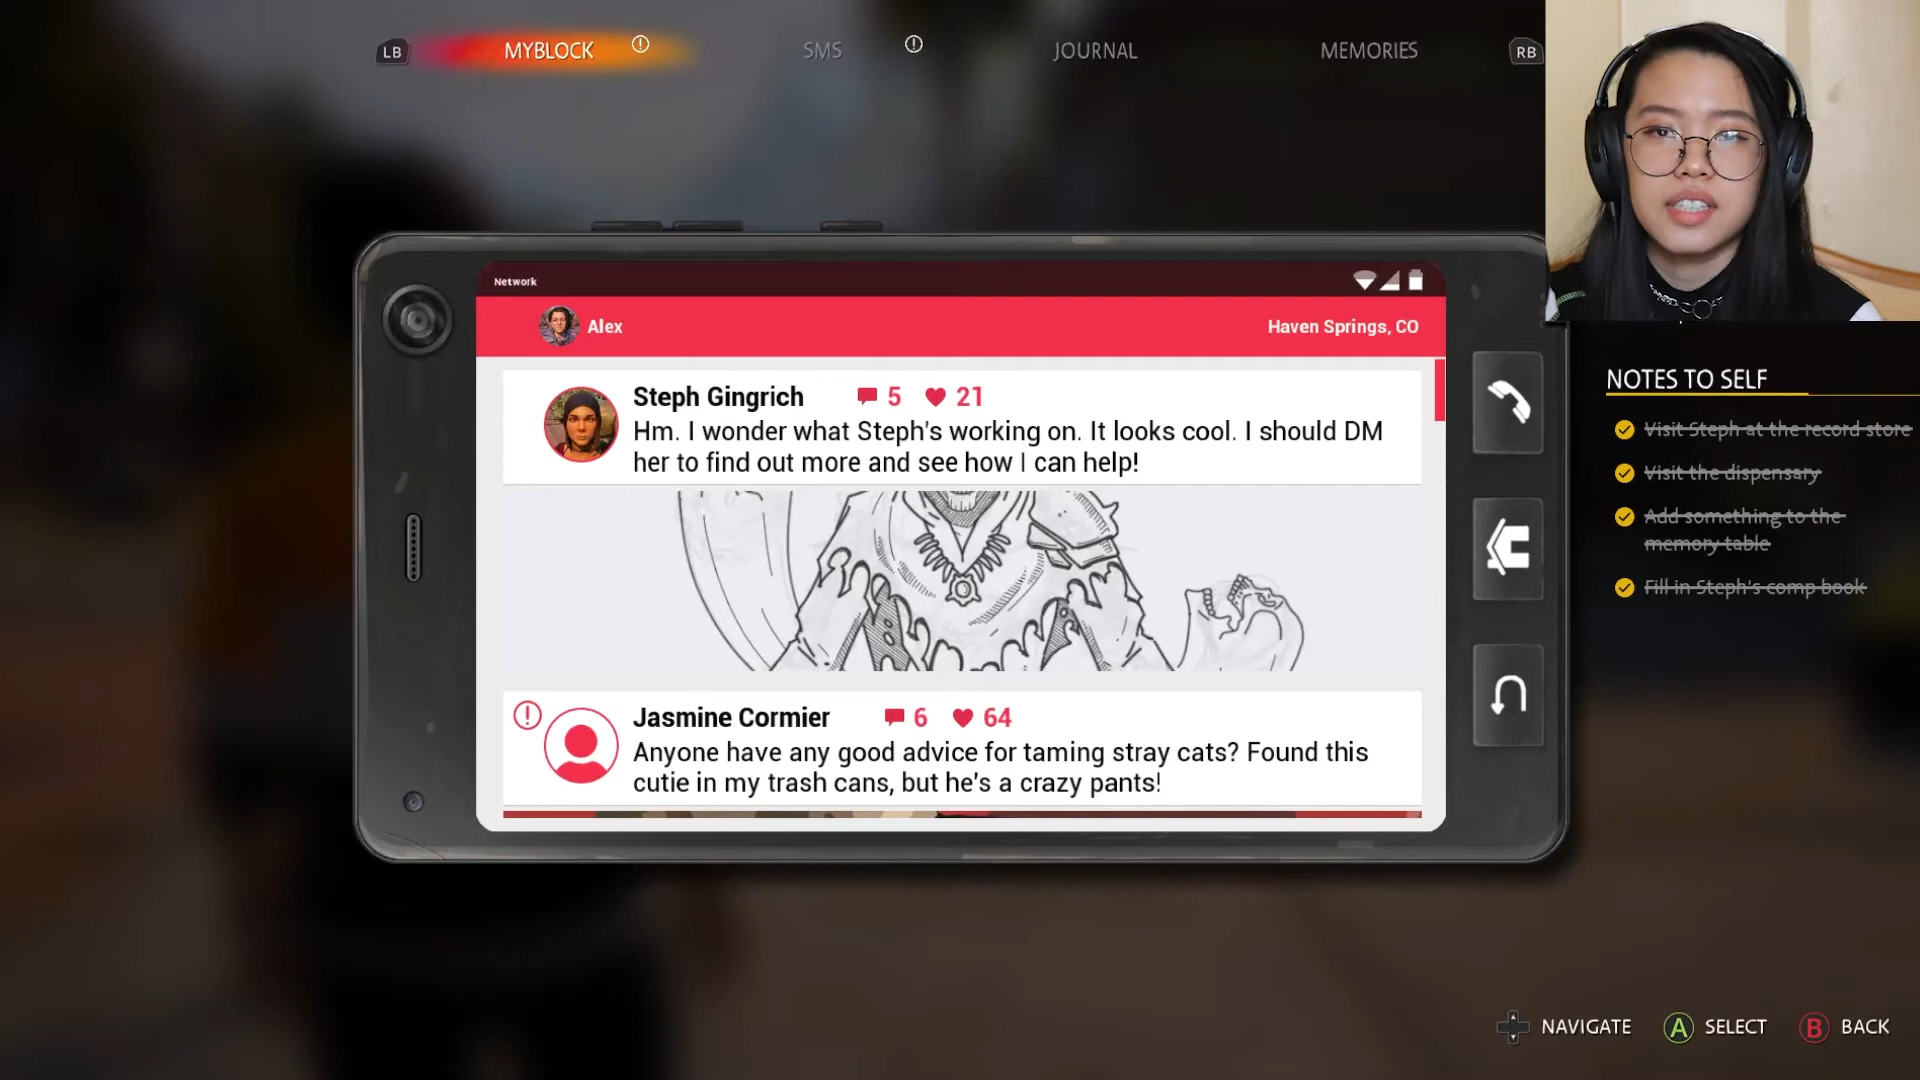 LB
MYBLOCK
SMS
JOURNAL
MEMORIES
RB
Network
Alex
Haven Springs, CO
Steph Gingrich 5 21
Hm. I wonder what Steph's working on. It looks cool. I should DM
her to find out more and see how I can help!
Jasmine Cormier 6 64
Anyone have any good advice for taming stray cats? Found this
cutie in my trash cans, but he's a crazy pants!
NOTES TO SELF
Visit Steph at the record store
Visit the dispensary
Add something to the
memory table
Fill in Steph's comp book
NAVIGATE
A SELECT
B BACK